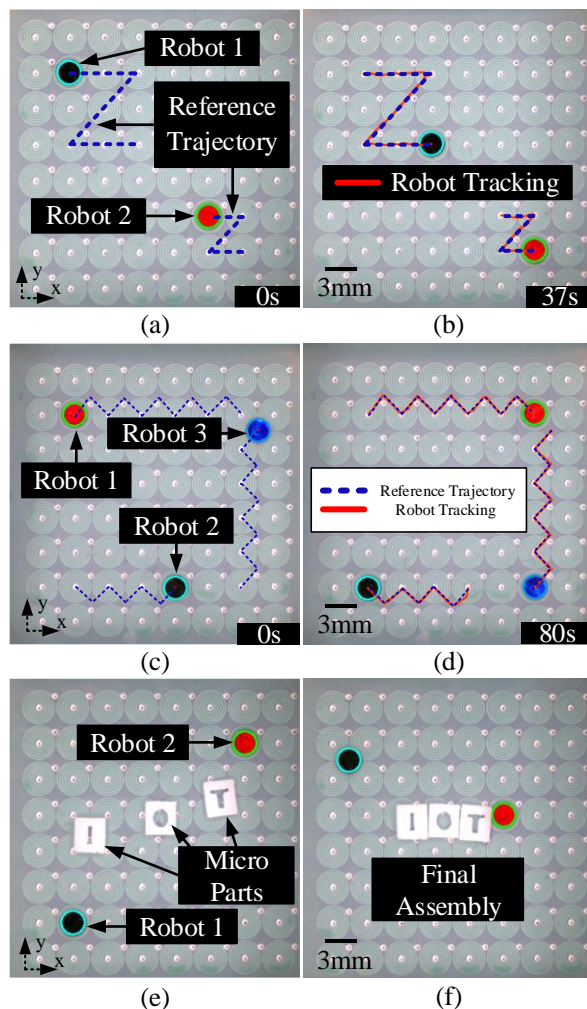 Robot 1
Reference
Trajectory
Robot 2
y
x
0s
(a)
Robot Tracking
3mm
37s
(b)
Robot 3
Robot 1
Robot 2
y
x
0s
(c)
Reference Trajectory
Robot Tracking
3mm
80s
(d)
Robot 2
I
O
T
Micro
Parts
Robot 1
y
x
(e)
I O T
Final
Assembly
3mm
(f)